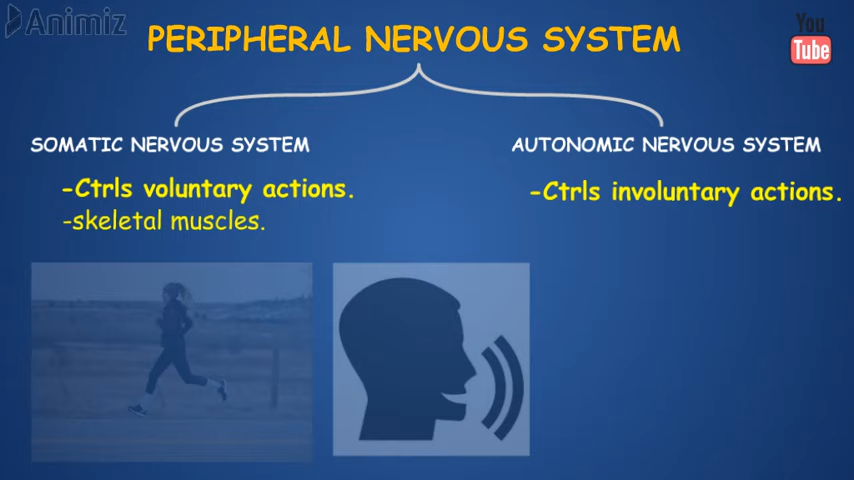 Animiz
PERIPHERAL NERVOUS SYSTEM
You
Tube
SOMATIC NERVOUS SYSTEM
-Ctrls voluntary actions.
-skeletal muscles.
AUTONOMIC NERVOUS SYSTEM
-Ctrls involuntary actions.